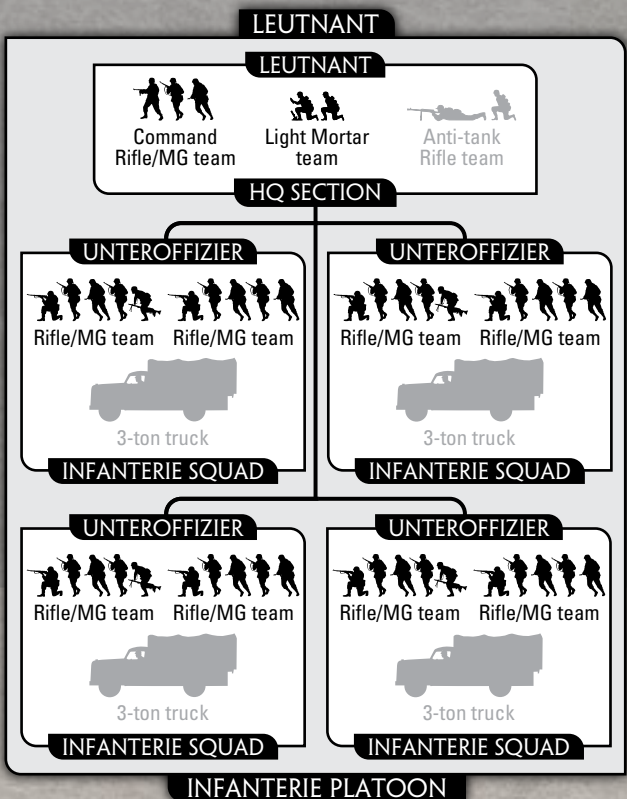 LEUTNANT
LEUTNANT
Command
Rifle/MG team
Light Mortar
team
Anti-tank
Rifle team
HQ SECTION
UNTEROFFIZIER
Rifle/MG team Rifle/MG team
3-ton truck
INFANTERIE SQUAD
UNTEROFFIZIER
Rifle/MG team Rifle/MG team
3-ton truck
INFANTERIE SQUAD
UNTEROFFIZIER
Rifle/MG team Rifle/MG team
3-ton truck
INFANTERIE SQUAD
UNTEROFFIZIER
Rifle/MG team Rifle/MG team
3-ton truck
INFANTERIE SQUAD
INFANTERIE PLATOON